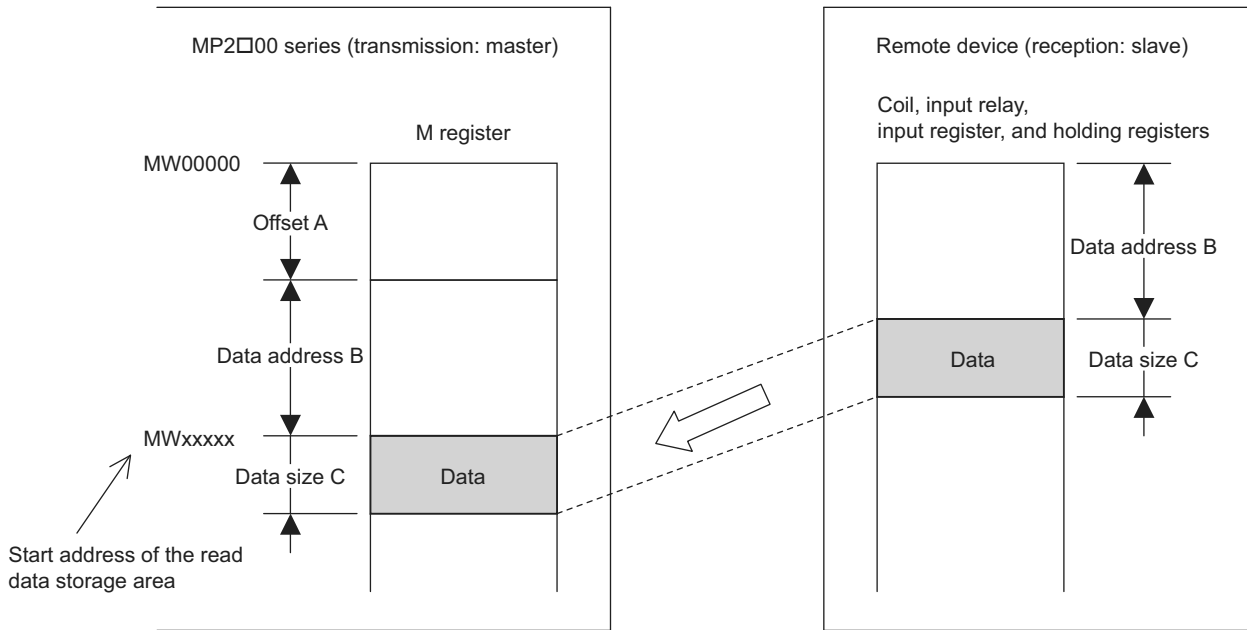 MP2□00 series (transmission: master)
M register
MW00000
Offset A
Data address B
MWxxxxx
Data size C
Data
Start address of the read
data storage area
Remote device (reception: slave)
Coil, input relay,
input register, and holding registers
Data address B
Data
Data size C